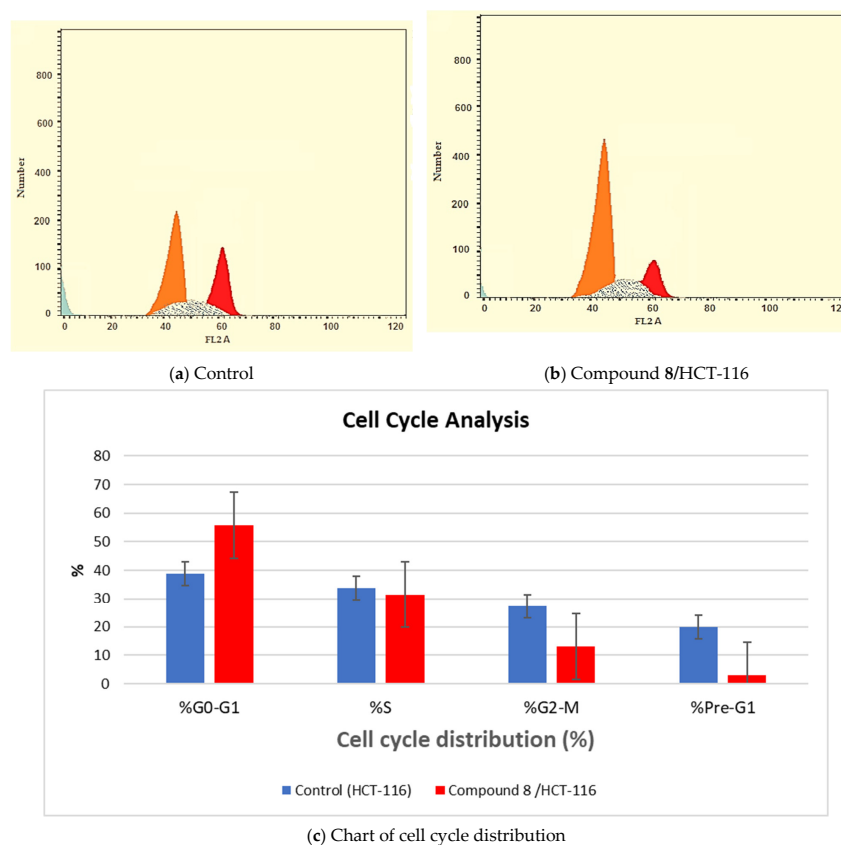 800
600
400
200
100
0
Number
0 20 40 60 80 100 120
FL2A
(a) Control
800
600
400
200
100
0
Number
0 20 40 60 80 100 120
FL2A
(b) Compound 8/HCT-116
Cell Cycle Analysis
80
70
60
50
40
30
20
10
0
%
%G0-G1 %S %G2-M %Pre-G1
Cell cycle distribution (%)
Control (HCT-116) Compound 8 /HCT-116
(c) Chart of cell cycle distribution